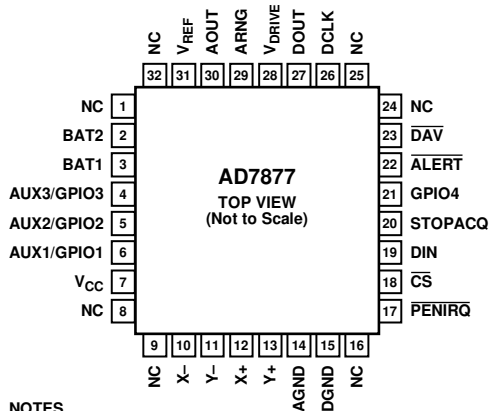 NC
VREF
AOUT
ARNG
VDRIVE
DOUT
DCLK
NC
32 31 30 29 28 27 26 25
NC 1
BAT2 2
BAT1 3
AUX3/GPIO3 4
AUX2/GPIO2 5
AUX1/GPIO1 6
VCC 7
NC 8
AD7877
TOP VIEW
(Not to Scale)
24 NC
23 DAV
22 ALERT
21 GPIO4
20 STOPACQ
19 DIN
18 CS
17 PENIRQ
9 10 11 12 13 14 15 16
NC
X–
Y–
X+
Y+
AGND
DGND
NC
NOTES